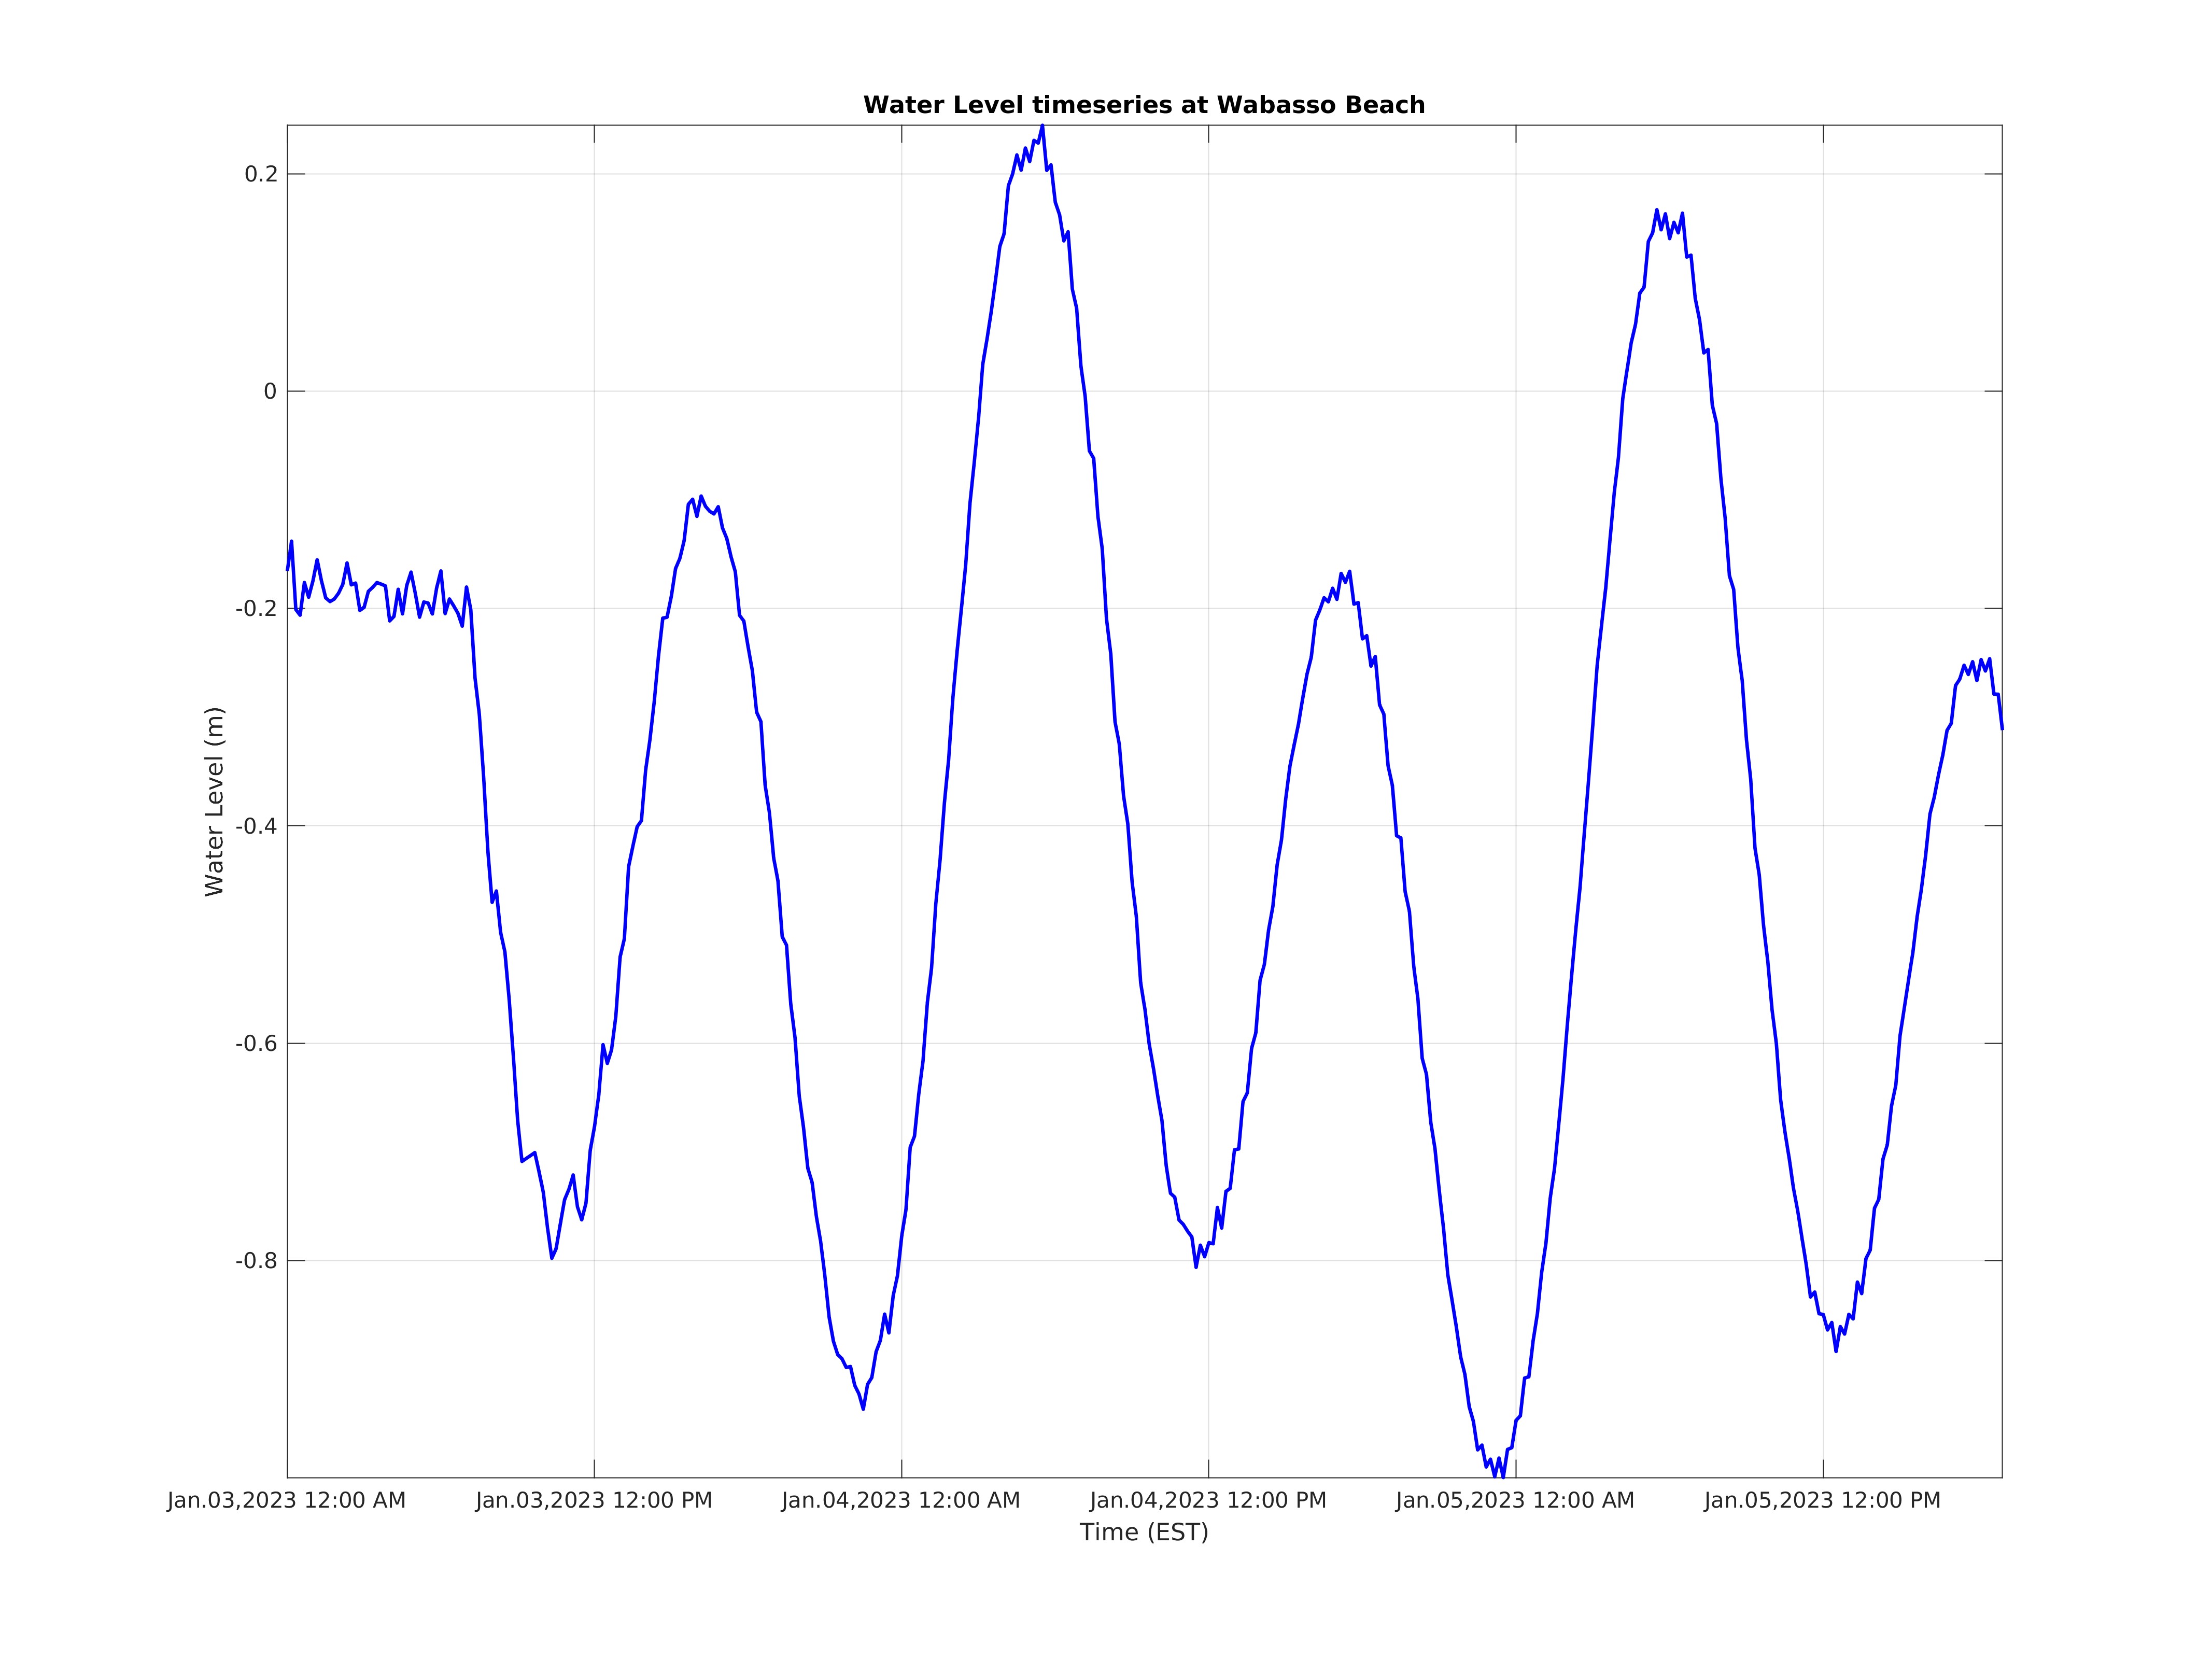 Water Level timeseries at Wabasso Beach
0.2
0
-0.2
-0.4
-0.6
-0.8
Water Level (m)
Jan.03,2023 12:00 AM
Jan.03,2023 12:00 PM
Jan.04,2023 12:00 AM
Jan.04,2023 12:00 PM
Jan.05,2023 12:00 AM
Jan.05,2023 12:00 PM
Time (EST)